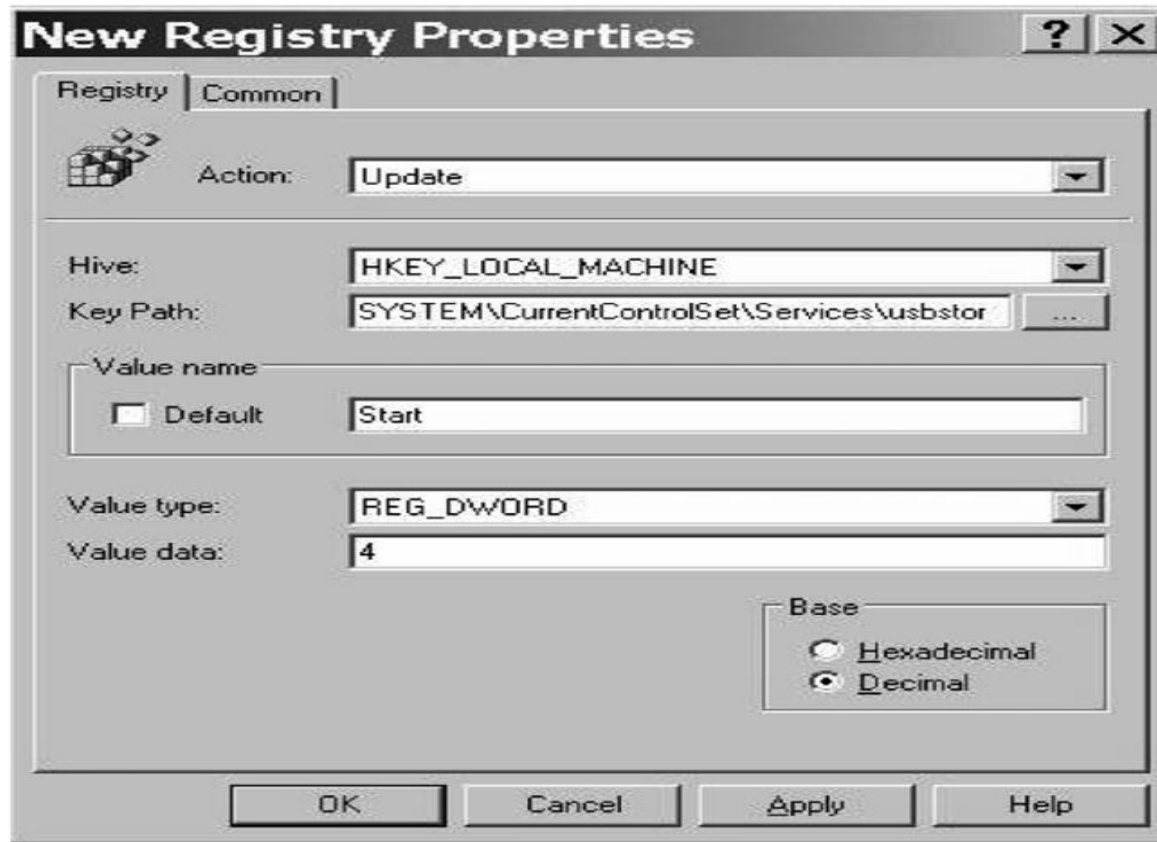 New Registry Properties
Registry Common
Action: Update
Hive: HKEY_LOCAL_MACHINE
Key Path: SYSTEM\CurrentControlSet\Services\usbstor ...
Value name
Default Start
Value type: REG_DWORD
Value data: 4
Base
Hexadecimal
Decimal
OK Cancel Apply Help